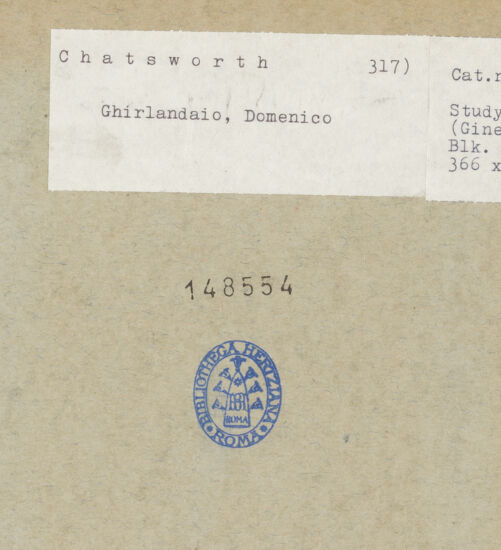 Chatsworth 317)
Ghirlandaio, Domenico
Cat.n
Study
(Gine
Blk.
366 x
148554
BIBLIOTHECA HERTZIANA
ROMA
ROMA